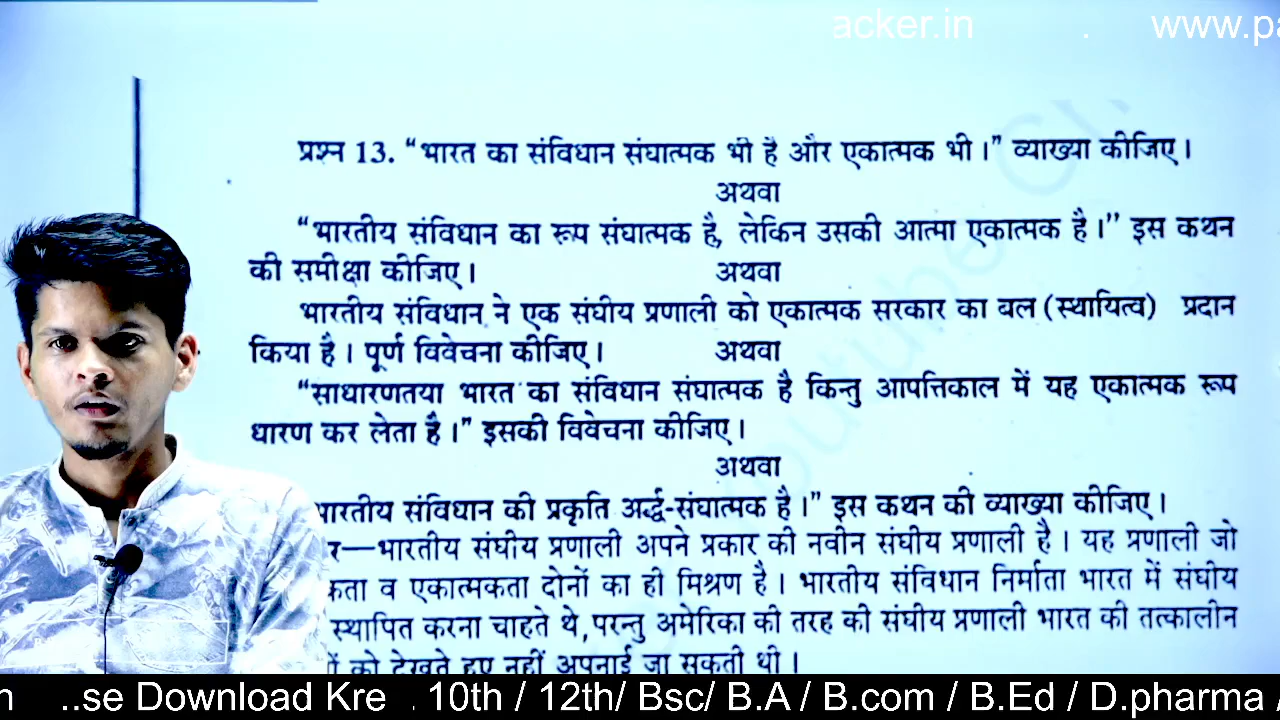 acker.in . www.pa
प्रश्न 13. “भारत का संविधान संघात्मक भी है और एकात्मक भी।” व्याख्या कीजिए।
अथवा
“भारतीय संविधान का रूप संघात्मक है, लेकिन उसकी आत्मा एकात्मक है।” इस कथन
की समीक्षा कीजिए। अथवा
भारतीय संविधान ने एक संघीय प्रणाली को एकात्मक सरकार का बल (स्थायित्व) प्रदान
किया है। पूर्ण विवेचना कीजिए। अथवा
“साधारणतया भारत का संविधान संघात्मक है किन्तु आपत्तिकाल में यह एकात्मक रूप
धारण कर लेता है।” इसकी विवेचना कीजिए।
अथवा
भारतीय संविधान की प्रकृति अर्द्ध-संघात्मक है।” इस कथन की व्याख्या कीजिए।
र—भारतीय संघीय प्रणाली अपने प्रकार की नवीन संघीय प्रणाली है। यह प्रणाली जो
कता व एकात्मकता दोनों का ही मिश्रण है। भारतीय संविधान निर्माता भारत में संघीय
स्थापित करना चाहते थे, परन्तु अमेरिका की तरह की संघीय प्रणाली भारत की तत्कालीन
को देखते हुए नहीं अपनाई जा सकती थी।
n ..se Download Kre . 10th / 12th/ Bsc/ B.A / B.com / B.Ed / D.pharma